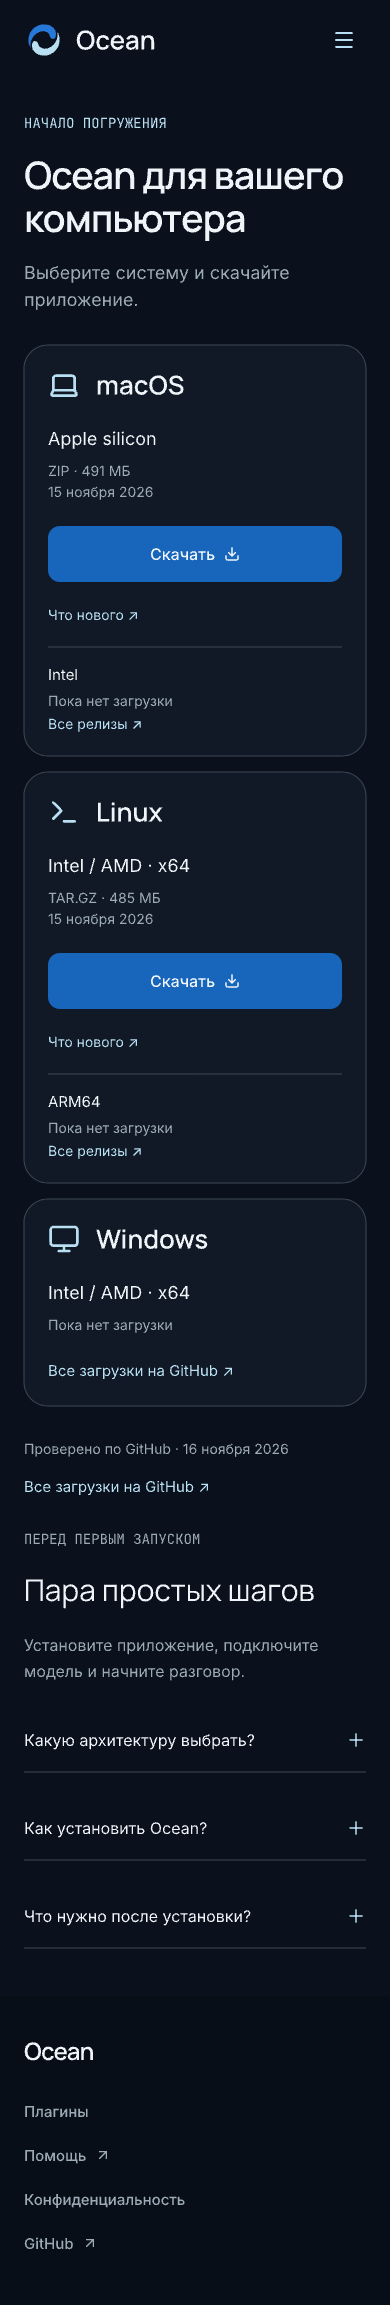 Ocean
НАЧАЛО ПОГРУЖЕНИЯ
Ocean для вашего
компьютера
Выберите систему и скачайте
приложение.
macOS
Apple silicon
ZIP · 491 МБ
15 ноября 2026
Скачать
Что нового ↗
Intel
Пока нет загрузки
Все релизы ↗
Linux
Intel / AMD · x64
TAR.GZ · 485 МБ
15 ноября 2026
Скачать
Что нового ↗
ARM64
Пока нет загрузки
Все релизы ↗
Windows
Intel / AMD · x64
Пока нет загрузки
Все загрузки на GitHub ↗
Проверено по GitHub · 16 ноября 2026
Все загрузки на GitHub ↗
ПЕРЕД ПЕРВЫМ ЗАПУСКОМ
Пара простых шагов
Установите приложение, подключите
модель и начните разговор.
Какую архитектуру выбрать?
Как установить Ocean?
Что нужно после установки?
Ocean
Плагины
Помощь ↗
Конфиденциальность
GitHub ↗